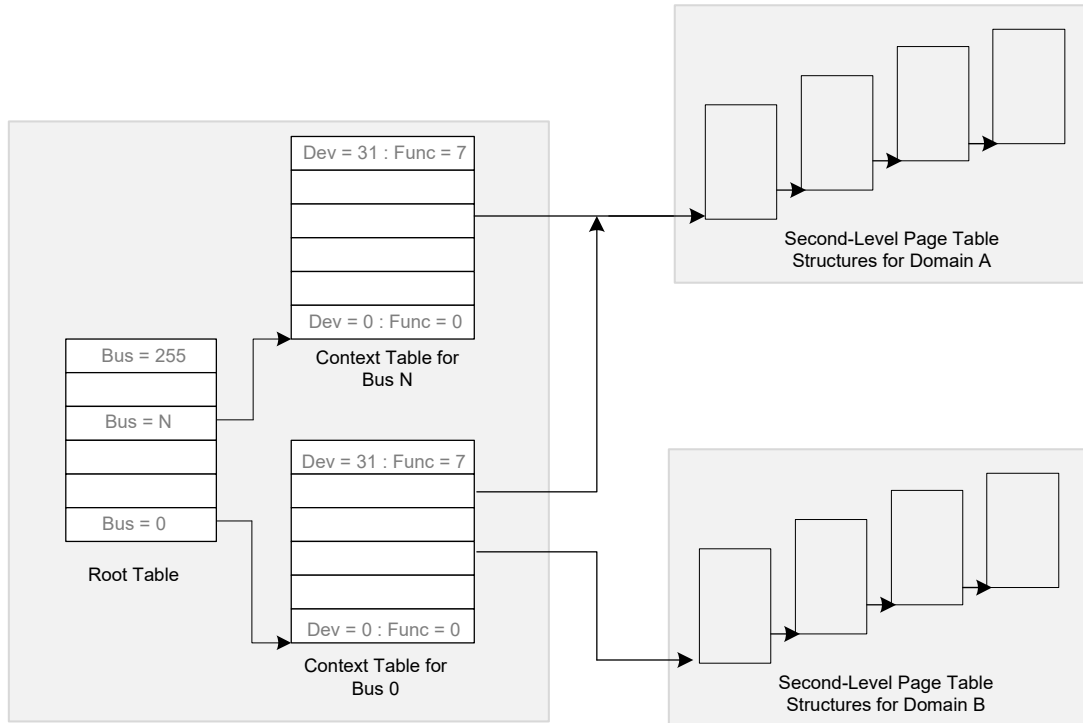 Second-Level Page Table
Structures for Domain A
Dev = 31 : Func = 7
Dev = 0 : Func = 0
Context Table for
Bus N
Bus = 255
Bus = N
Bus = 0
Root Table
Dev = 31 : Func = 7
Dev = 0 : Func = 0
Context Table for
Bus 0
Second-Level Page Table
Structures for Domain B